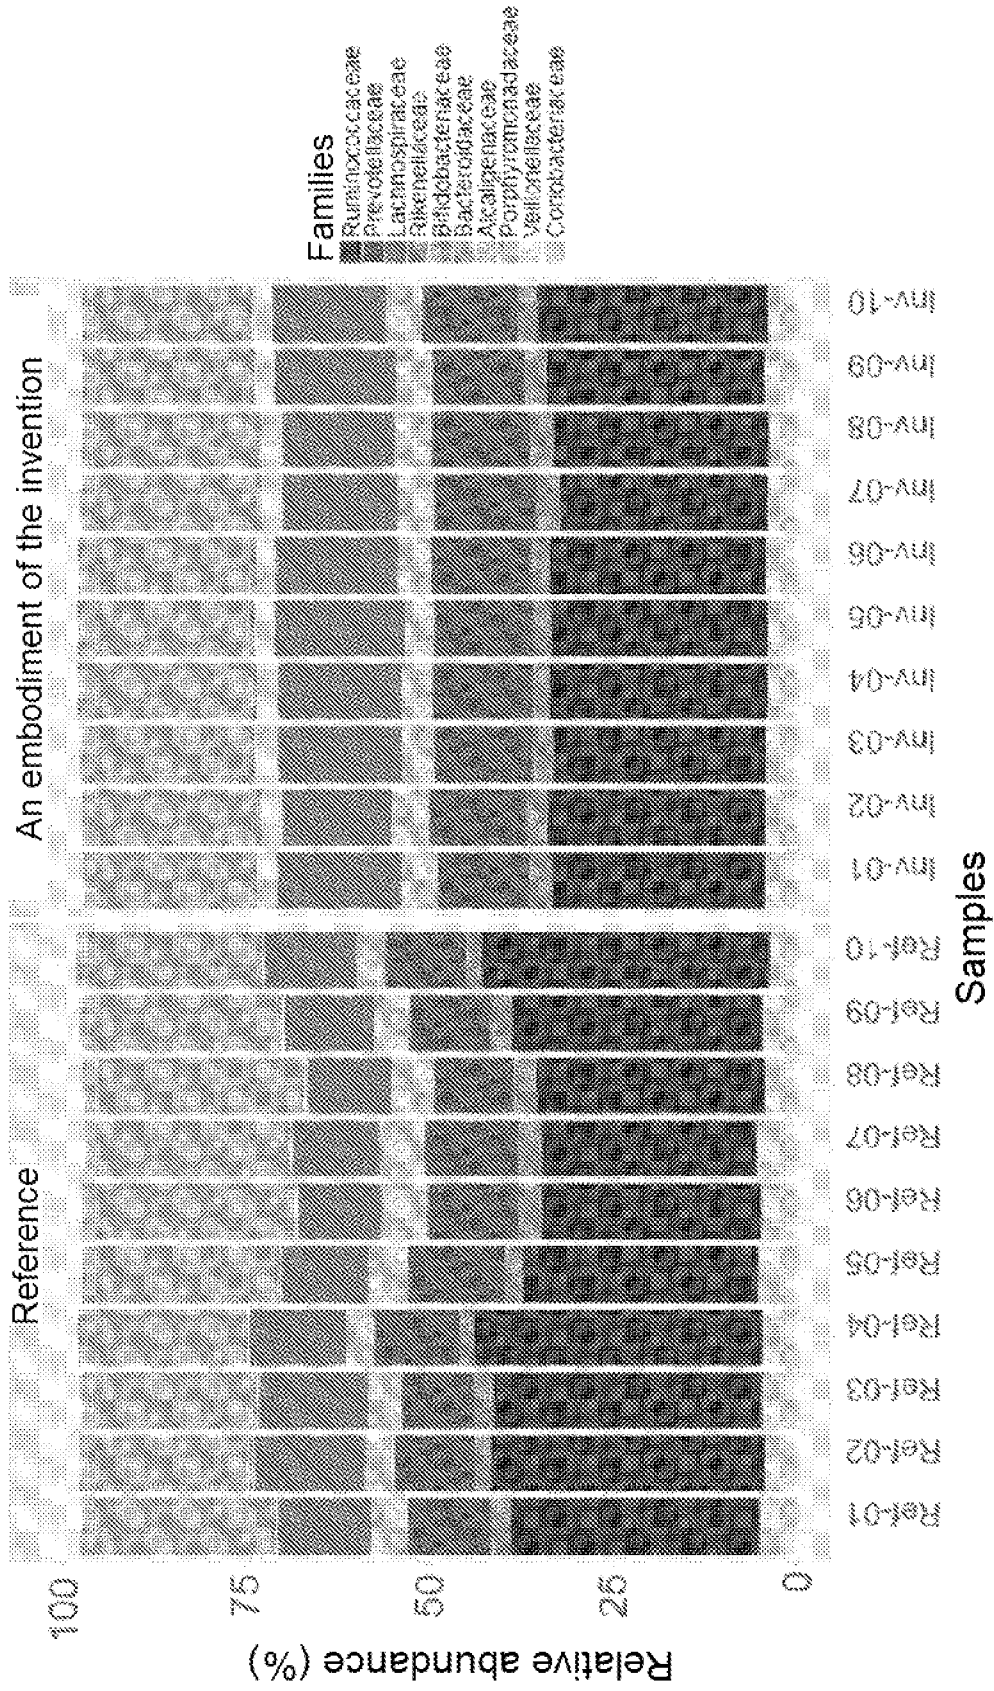 Reference
An embodiment of the invention
Relative abundance (%)
100
75
50
25
0
Ref-01
Ref-02
Ref-03
Ref-04
Ref-05
Ref-06
Ref-07
Ref-08
Ref-09
Ref-10
Inv-01
Inv-02
Inv-03
Inv-04
Inv-05
Inv-06
Inv-07
Inv-08
Inv-09
Inv-10
Samples
Families
Ruminococcaceae
Prevotellaceae
Lachnospiraceae
Rikenellaceae
Bifidobacteriaceae
Bacteroidaceae
Alcaligenaceae
Porphyromonadaceae
Veillonellaceae
Coriobacteriaceae